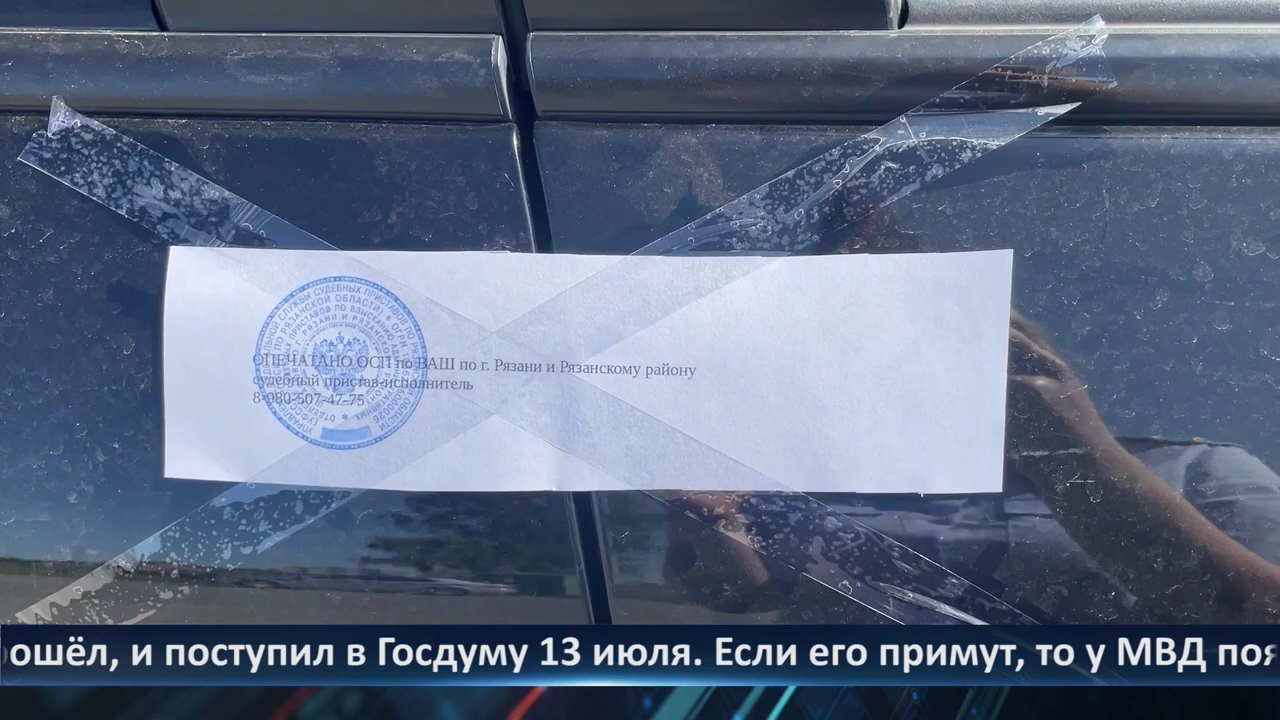 ОПЕЧАТАНО ОСП по ВАШ по г. Рязани и Рязанскому району
судебный пристав-исполнитель
8-980-507-47-75
ошёл, и поступил в Госдуму 13 июля. Если его примут, то у МВД поя